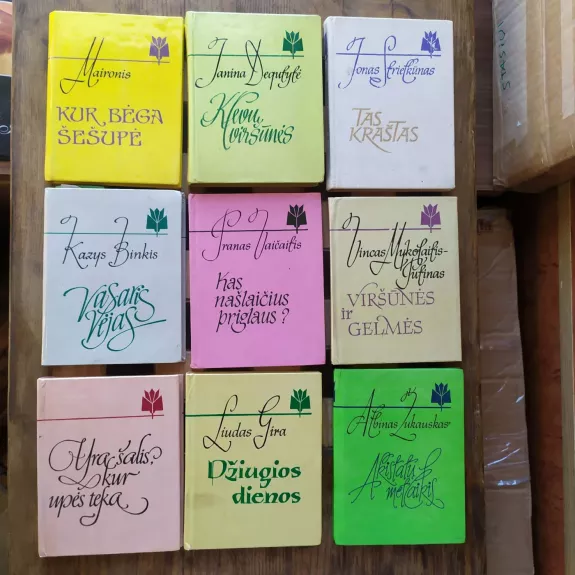 Maironis
KUR BĖGA
ŠEŠUPĖ
Janina Degutytė
Klevų
viršūnės
Jonas Strielkūnas
TAS
KRAŠTAS
Kazys Binkis
Vasaris
Vėjas
Pranas Vaičaitis
Kas
našlaičius
priglaus?
Vincas Mykolaitis-
Putinas
VIRŠŪNĖS
ir
GELMĖS
Yra šalis,
kur
upės teka
Liudas Gira
Džiugios
dienos
Albinas Žukauskas
Akistatų
metraikis